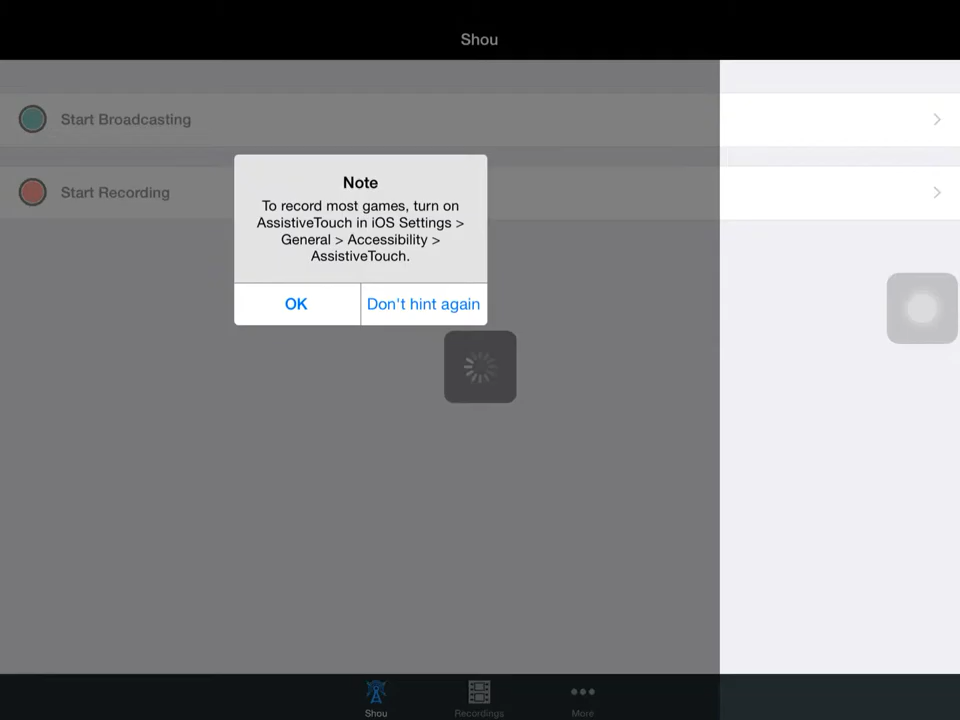 Shou
Start Broadcasting
Start Recording
Note
To record most games, turn on
AssistiveTouch in iOS Settings >
General > Accessibility >
AssistiveTouch.
OK
Don't hint again
Shou
Recordings
More